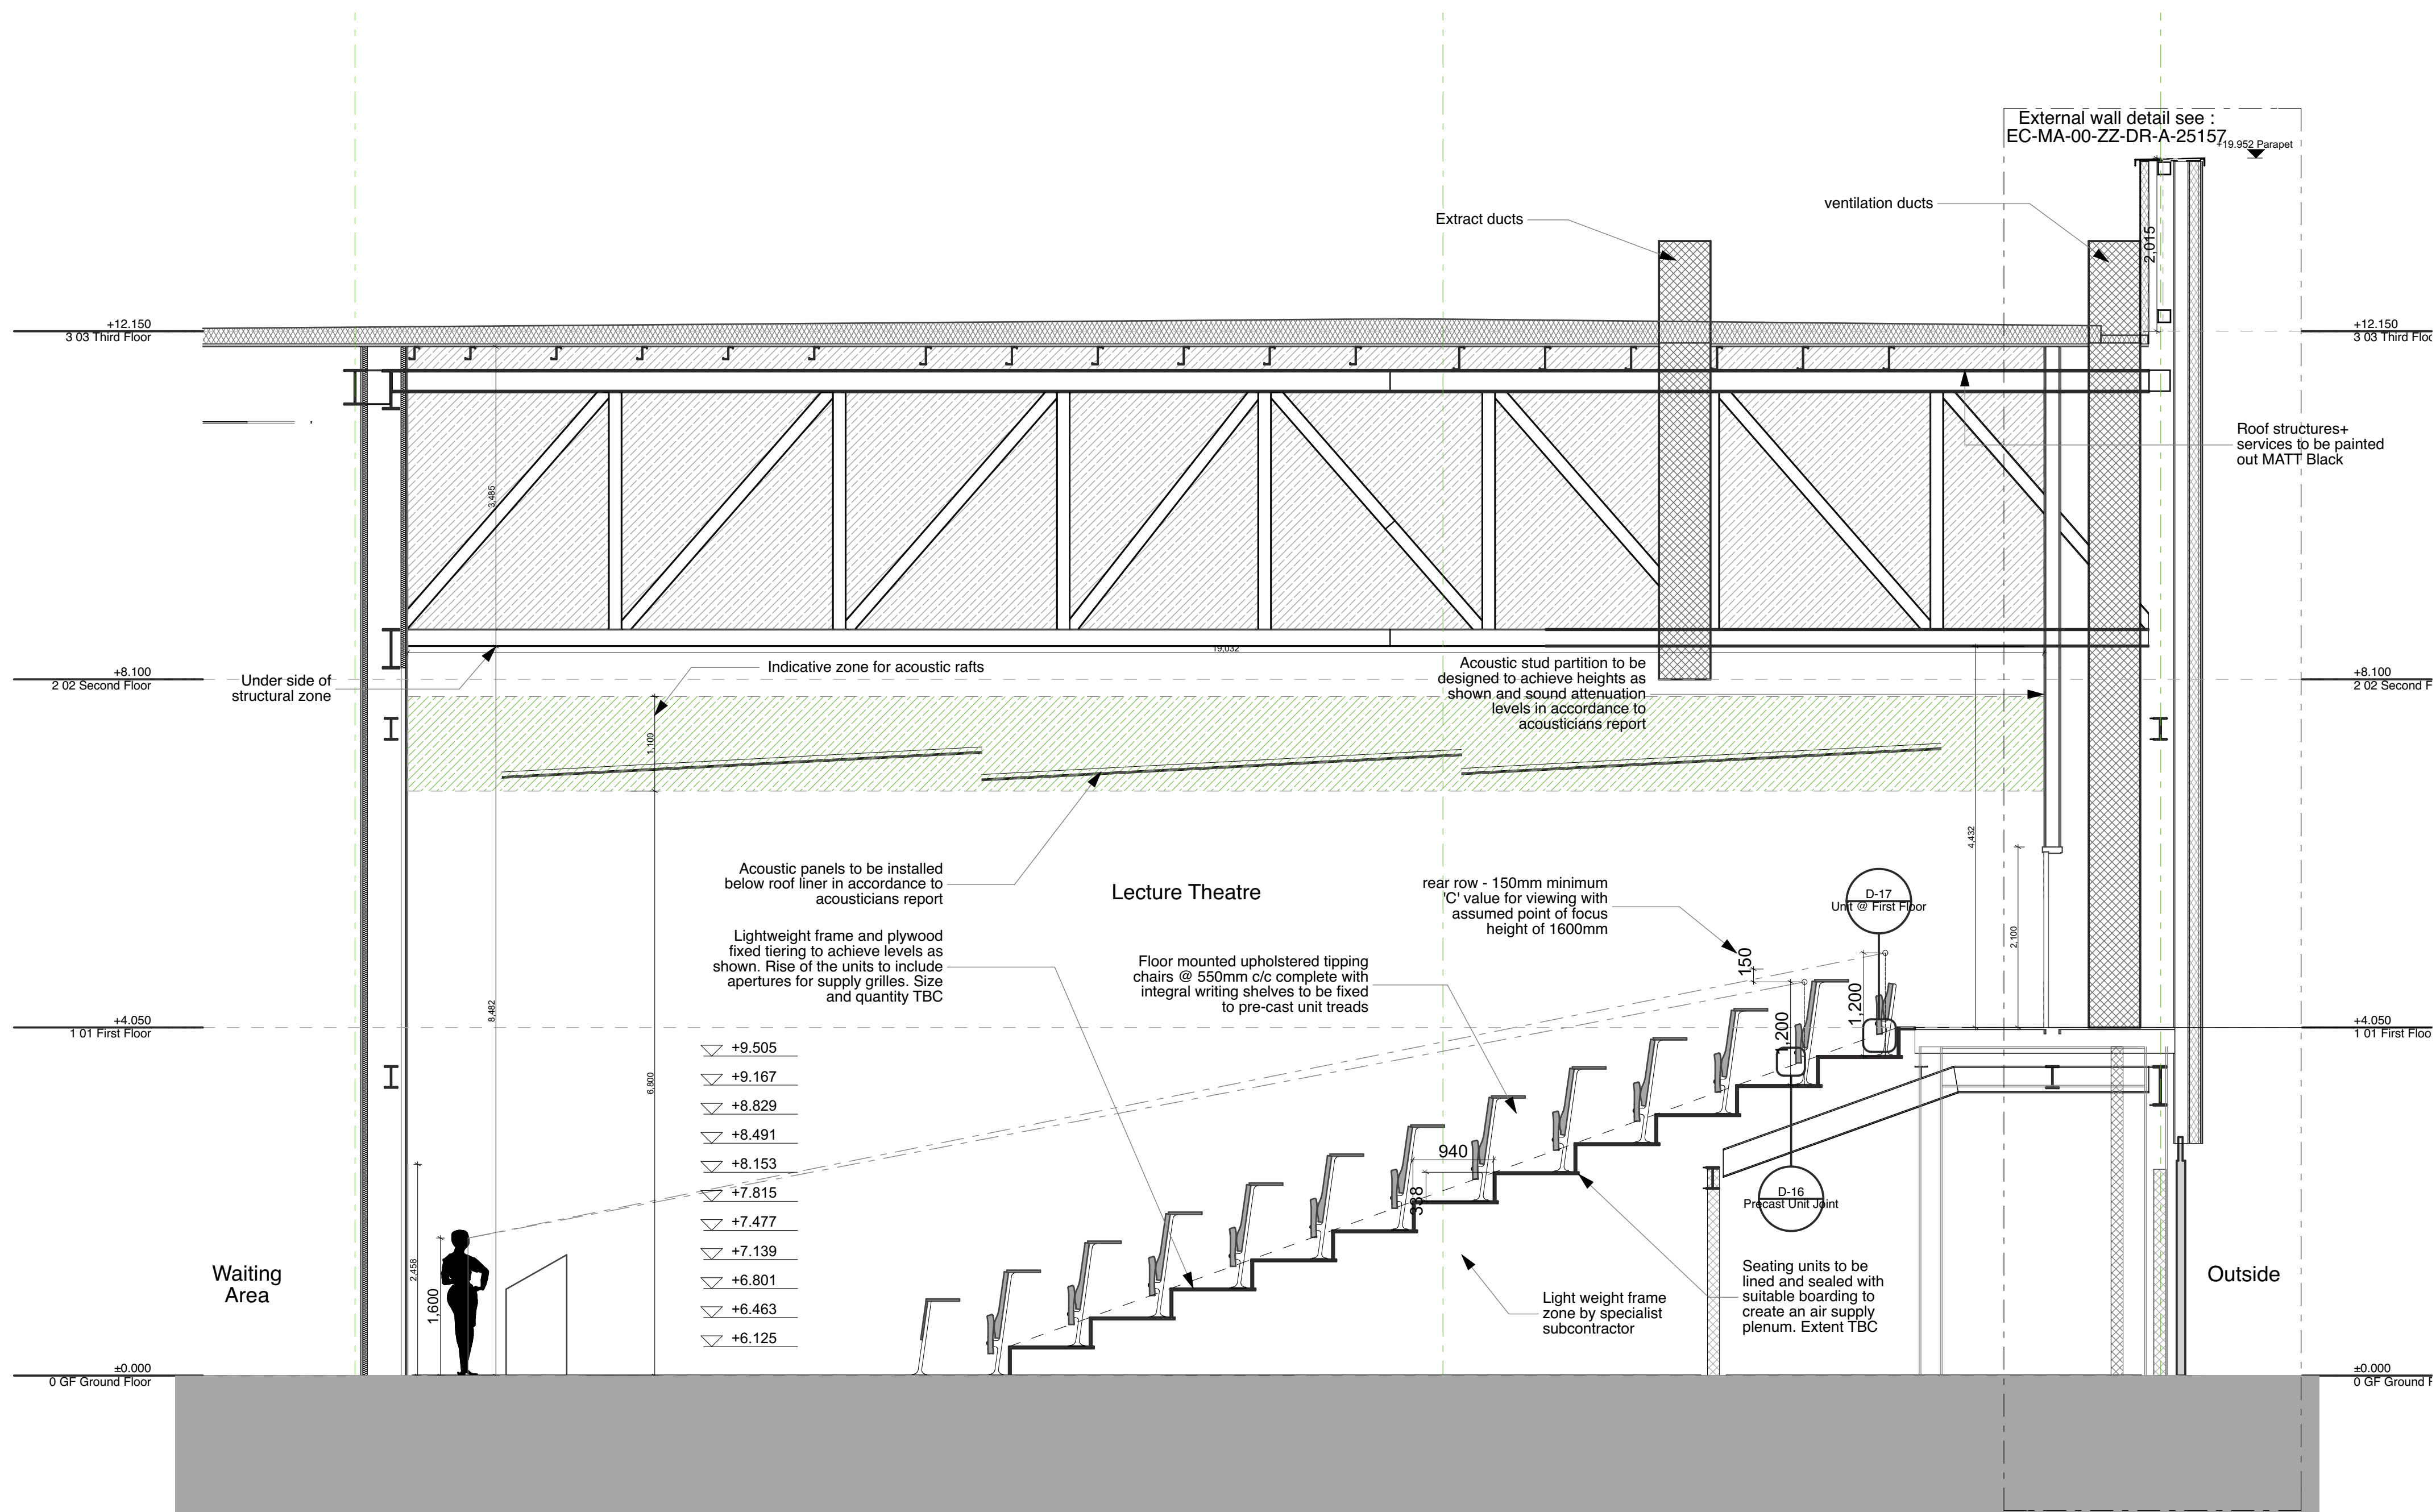 External wall detail see :
EC-MA-00-ZZ-DR-A-25157
+19.952 Parapet
ventilation ducts
Extract ducts
2,015
+12.150
3 03 Third Floor
+12.150
3 03 Third Floo
Roof structures+
services to be painted
out MATT Black
3,485
19,032
Under side of
structural zone
Indicative zone for acoustic rafts
Acoustic stud partition to be
designed to achieve heights as
shown and sound attenuation
levels in accordance to
acousticians report
+8.100
2 02 Second Floor
+8.100
2 02 Second F
1,100
4,432
Acoustic panels to be installed
below roof liner in accordance to
acousticians report
Lecture Theatre
rear row - 150mm minimum
'C' value for viewing with
assumed point of focus
height of 1600mm
D-17
Unit @ First Floor
2,100
Lightweight frame and plywood
fixed tiering to achieve levels as
shown. Rise of the units to include
apertures for supply grilles. Size
and quantity TBC
Floor mounted upholstered tipping
chairs @ 550mm c/c complete with
integral writing shelves to be fixed
to pre-cast unit treads
150
1,200
1,200
8,482
+4.050
1 01 First Floor
+4.050
1 01 First Floo
6,800
+9.505
+9.167
+8.829
+8.491
+8.153
+7.815
+7.477
+7.139
+6.801
+6.463
+6.125
940
338
D-16
Precast Unit Joint
2,458
1,600
Waiting
Area
Light weight frame
zone by specialist
subcontractor
Seating units to be
lined and sealed with
suitable boarding to
create an air supply
plenum. Extent TBC
Outside
±0.000
0 GF Ground Floor
±0.000
0 GF Ground F